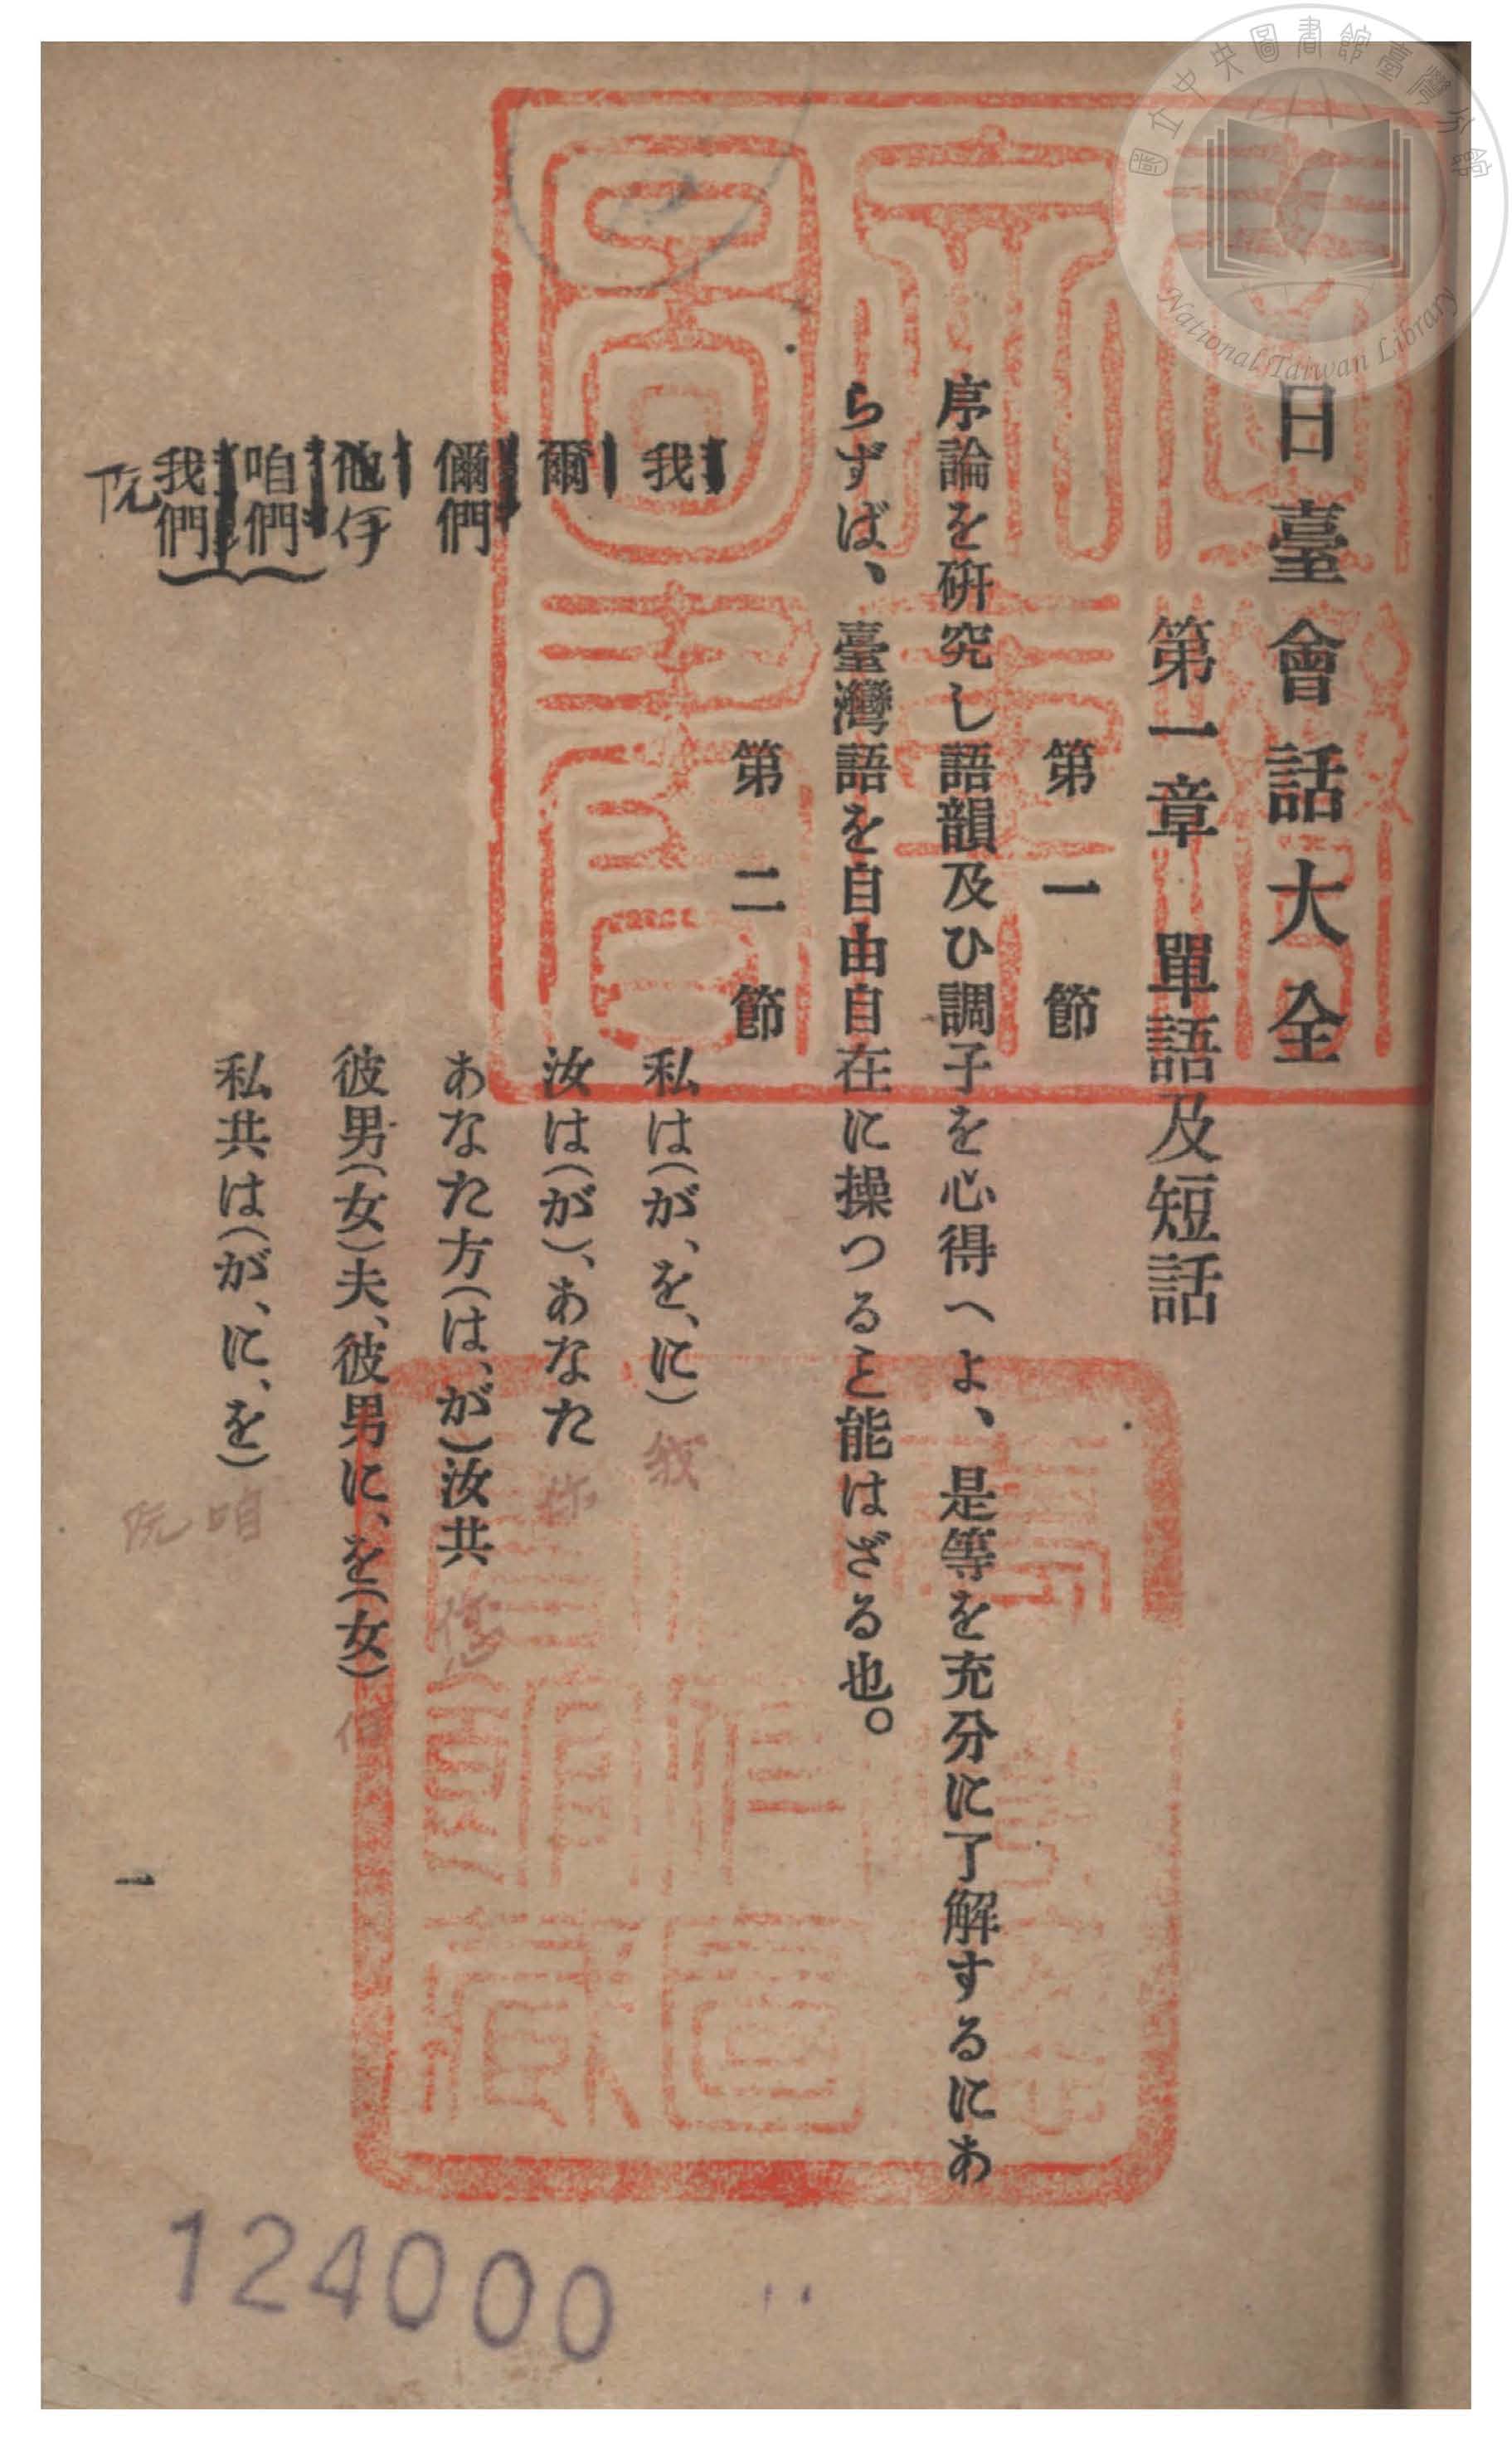 日臺會話大全
第一章 單語及短話
第一節
序論を硏究し語韻及ひ調子を心得へよ、是等を充分に了解するにあ
らずば、臺灣語を自由自在に操つるこ能はざる也。
第二節
我 私は(が、を、に) 我
爾 汝は(が)、あなた 你
儞們 あなた方(は、が)汝共
他 伊 彼男(女)夫、彼男に、を(女)
咱們 私共は(が、に、を) 咱
我們 阮 阮
一
124000
國立中央圖書館臺灣分館
National Taiwan Library